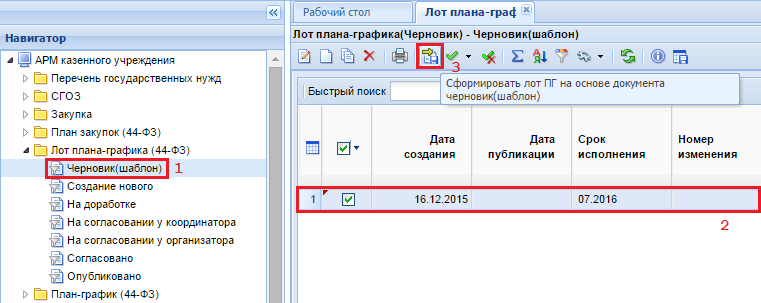 Рабочий стол
Лот плана-граф
Навигатор
Лот плана-графика(Черновик) - Черновик(шаблон)
АРМ казенного учреждения
Перечень государственных нужд
СГОЗ
Закупка
План закупок (44-ФЗ)
Лот плана-графика (44-ФЗ)
Черновик(шаблон) 1
Создание нового
На доработке
На согласовании у координатора
На согласовании у организатора
Согласовано
Опубликовано
План-график (44-ФЗ)
3
Сформировать лот ПГ на основе документа
черновик(шаблон)
Быстрый поиск
Дата
создания
Дата
публикации
Срок
исполнения
Номер
изменения
1 16.12.2015 07.2016
2